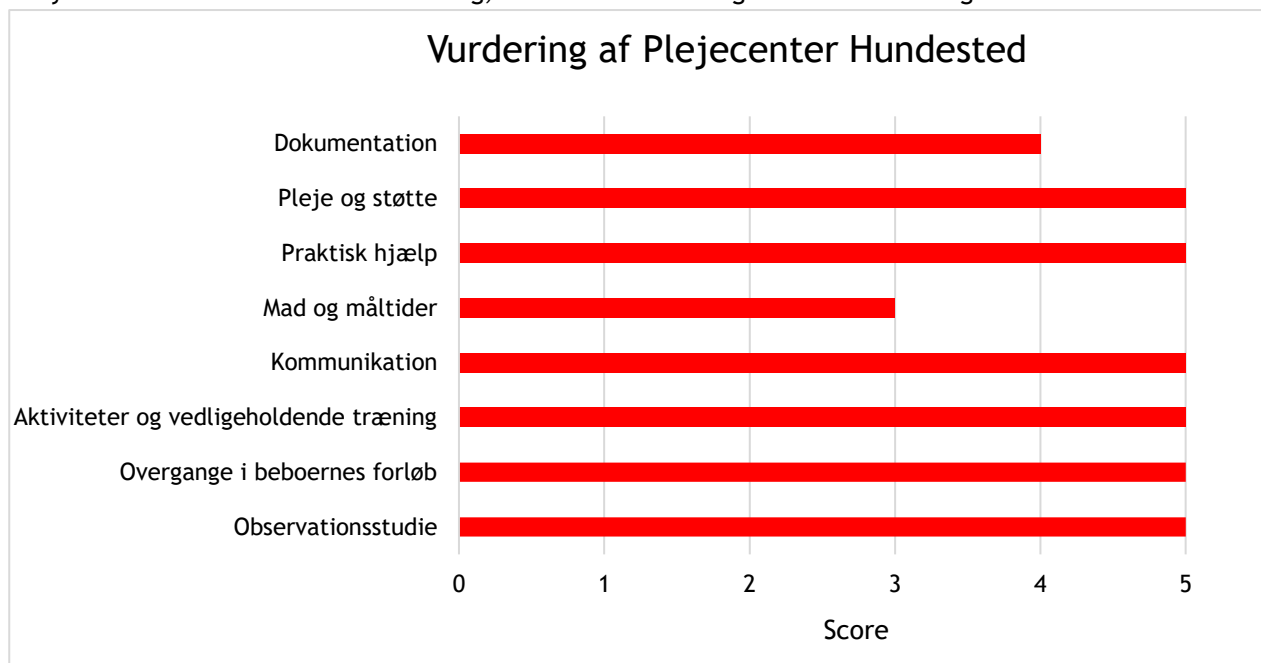 Vurdering af Plejecenter Hundested
Dokumentation
Pleje og støtte
Praktisk hjælp
Mad og måltider
Kommunikation
Aktiviteter og vedligeholdende træning
Overgange i beboernes forløb
Observationsstudie
0 1 2 3 4 5
Score